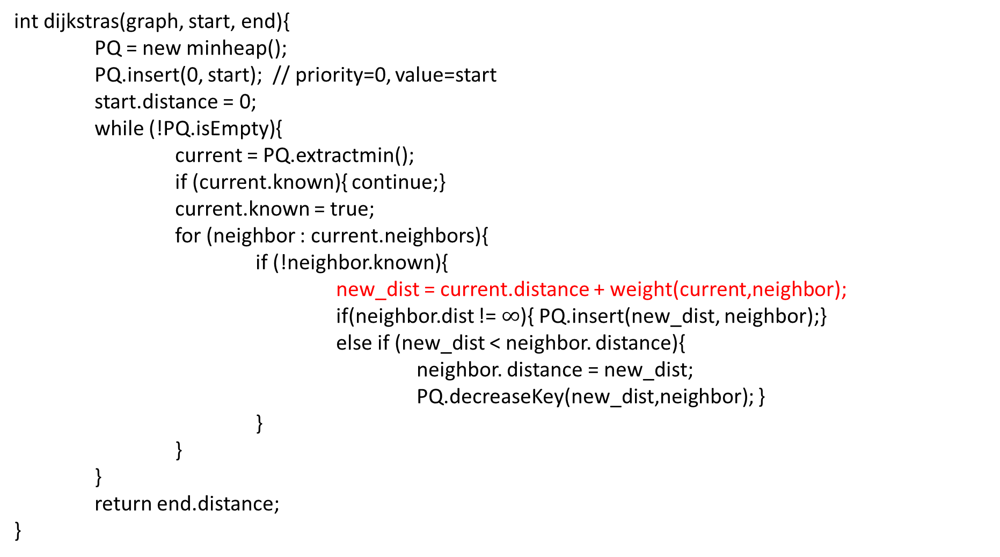 int dijkstras(graph, start, end){
PQ = new minheap();
PQ.insert(0, start);  // priority=0, value=start
start.distance = 0;
while (!PQ.isEmpty){
current = PQ.extractmin();
if (current.known){ continue;}
current.known = true;
for (neighbor : current.neighbors){
if (!neighbor.known){
new_dist = current.distance + weight(current,neighbor);
if(neighbor.dist != ∞){ PQ.insert(new_dist, neighbor);}
else if (new_dist < neighbor. distance){
neighbor. distance = new_dist;
PQ.decreaseKey(new_dist,neighbor); }
}
}
}
return end.distance;
}